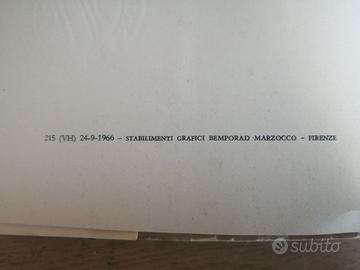 215 (VH) 24-9-1966 – STABILIMENTI GRAFICI BEMPORAD MARZOCCO – FIRENZE
subito